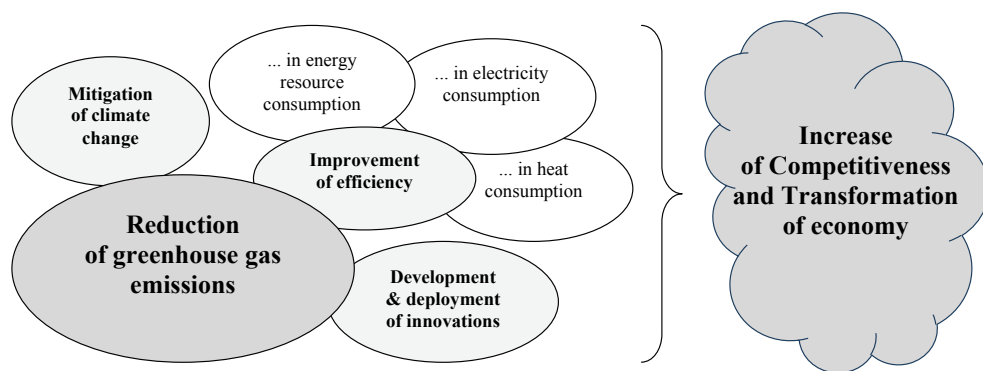 Mitigation
of climate
change
... in energy
resource
consumption
... in electricity
consumption
Improvement
of efficiency
... in heat
consumption
Reduction
of greenhouse gas
emissions
Development
& deployment
of innovations
Increase
of Competitiveness
and Transformation
of economy